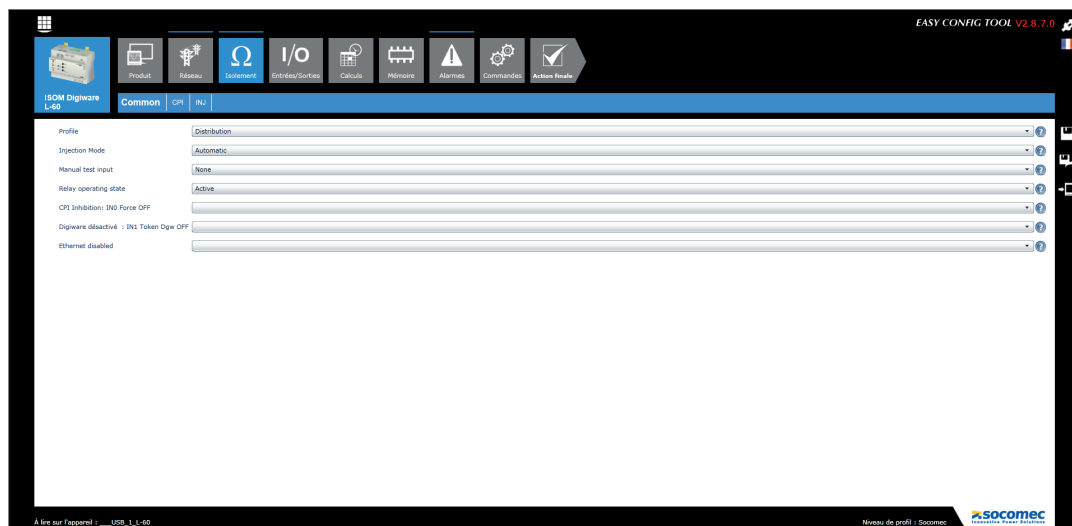 EASY CONFIG TOOL V2.8.7.0
Produit
Réseau
Ω
Isolement
I/O
Entrées/Sorties
Calculs
Mémoire
Alarmes
Commandes
Action finale
ISOM Digiware
L-60
Common CPI INJ
Profile Distribution ?
Injection Mode Automatic ?
Manual test input None ?
Relay operating state Active ?
CPI Inhibition: IN0 Force OFF ?
Digiware désactivé : IN1 Token Dgw OFF ?
Ethernet disabled ?
À lire sur l'appareil : __USB_1_L-60
Niveau de profil : Socomec
socomec
Innovative Power Solutions